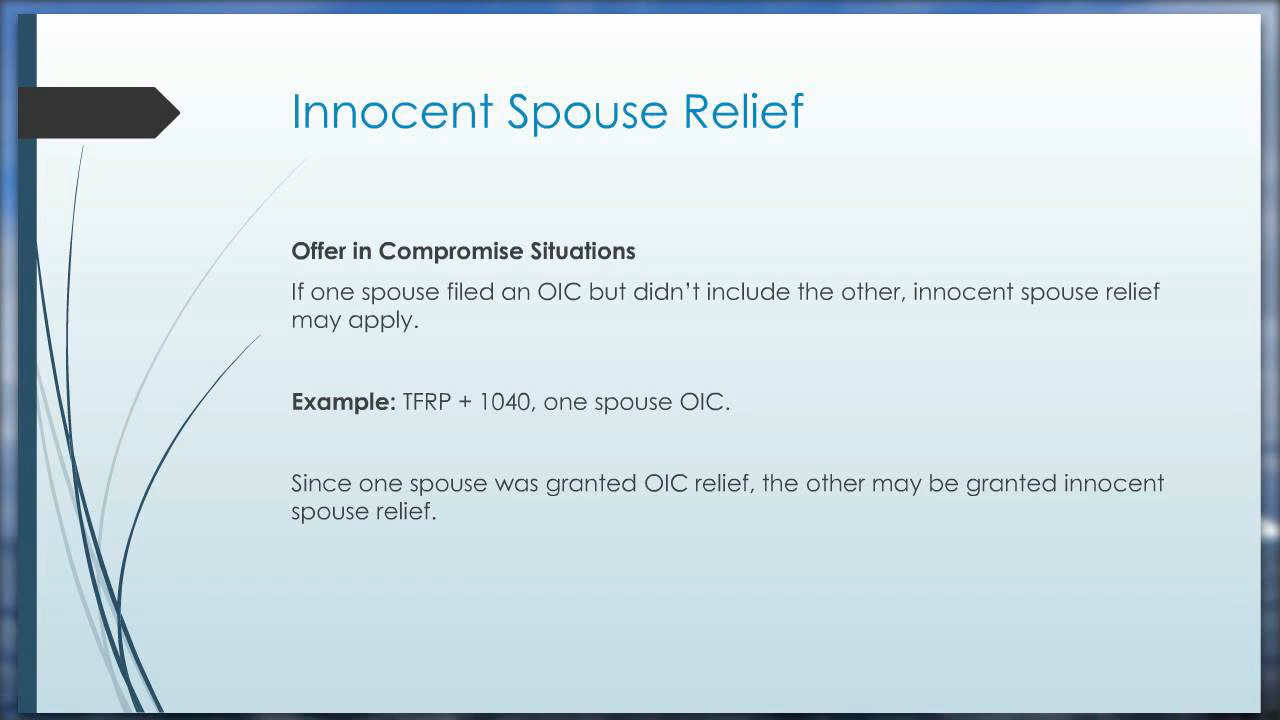 Innocent Spouse Relief
Offer in Compromise Situations
If one spouse filed an OIC but didn’t include the other, innocent spouse relief
may apply.
Example: TFRP + 1040, one spouse OIC.
Since one spouse was granted OIC relief, the other may be granted innocent
spouse relief.